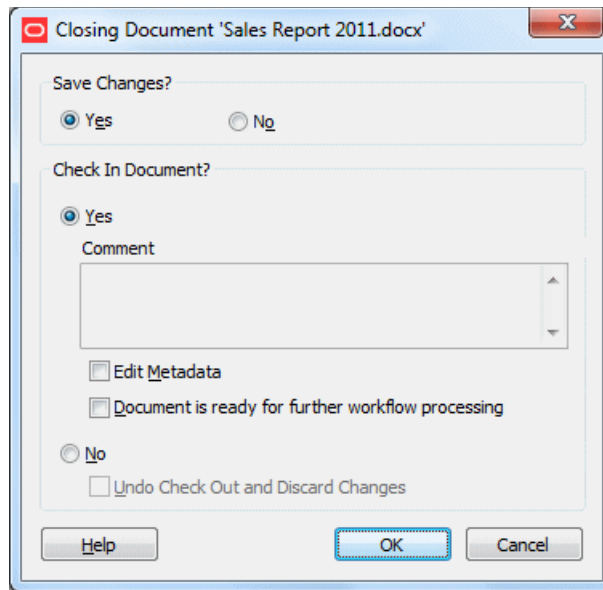 Closing Document 'Sales Report 2011.docx'
Save Changes?
Yes No
Check In Document?
Yes
Comment
Edit Metadata
Document is ready for further workflow processing
No
Undo Check Out and Discard Changes
Help OK Cancel